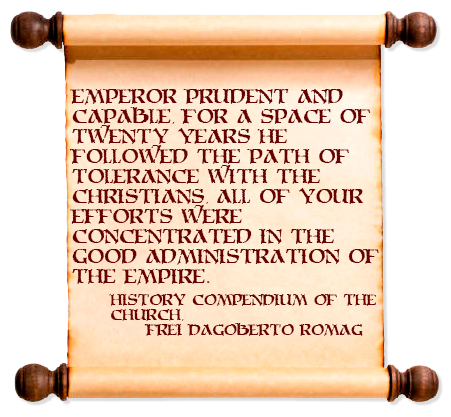 EMPEROR PRUDENT AND
CAPABLE, FOR A SPACE OF
TWENTY YEARS HE
FOLLOWED THE PATH OF
TOLERANCE WITH THE
CHRISTIANS, ALL OF YOUR
EFFORTS WERE
CONCENTRATED IN THE
GOOD ADMINISTRATION OF
THE EMPIRE.
HISTORY COMPENDIUM OF THE
CHURCH,
FREI DAGOBERTO ROMAG